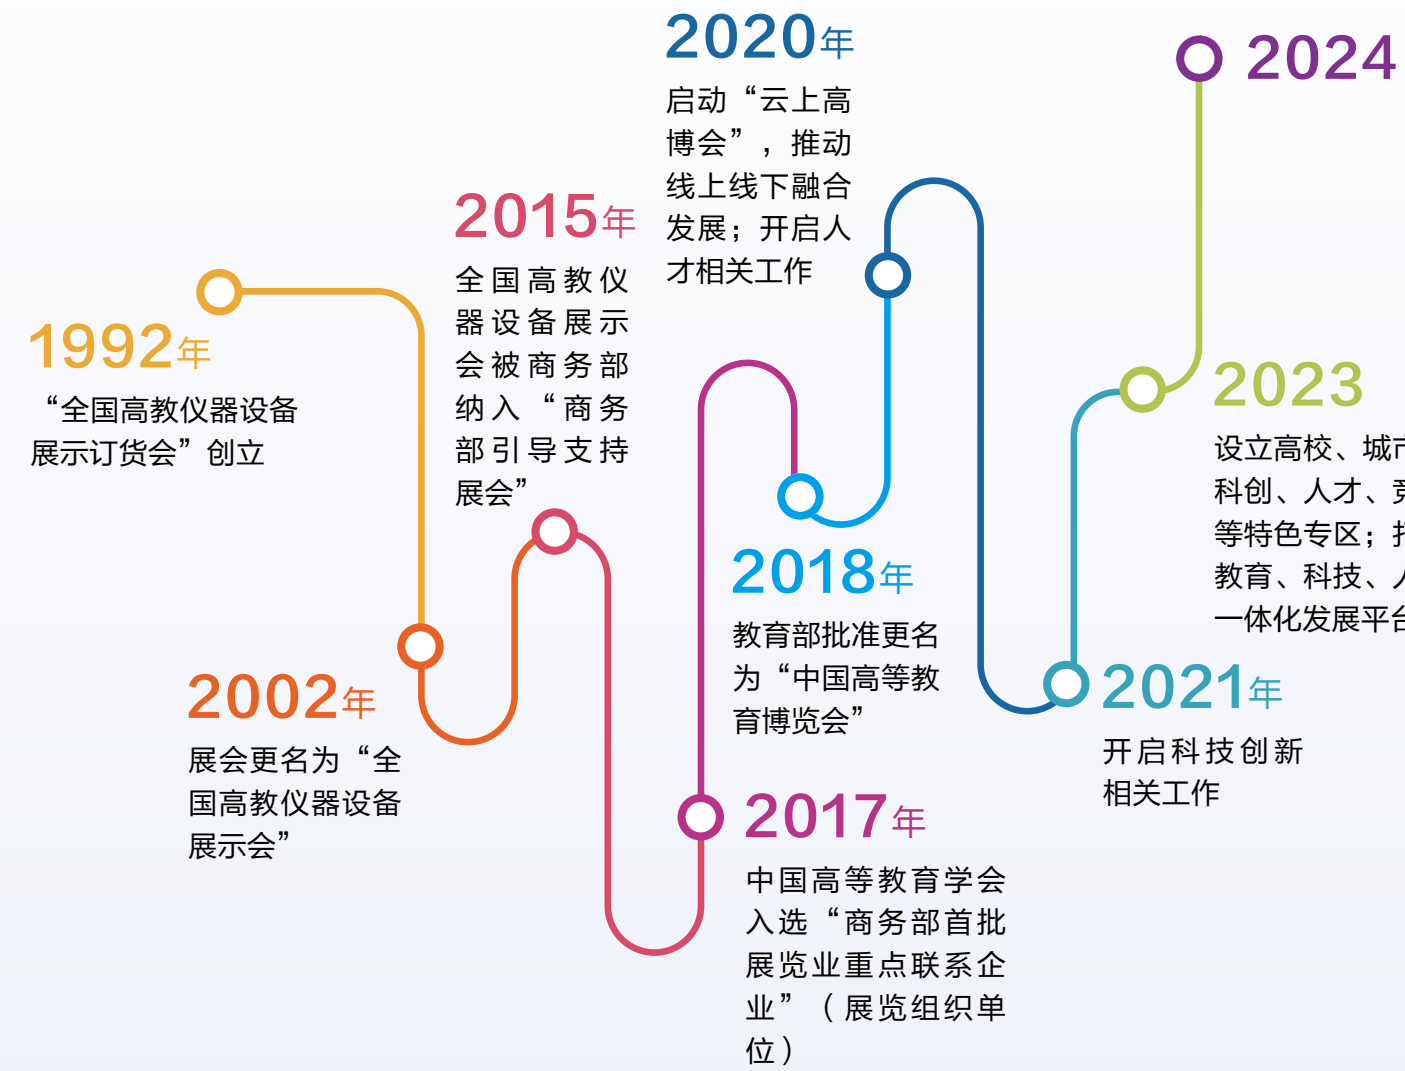 1992年
“全国高教仪器设备
展示订货会”创立
2002年
展会更名为“全
国高教仪器设备
展示会”
2015年
全国高教仪
器设备展示
会被商务部
纳入“商务
部引导支持
展会”
2017年
中国高等教育学会
入选“商务部首批
展览业重点联系企
业”（展览组织单
位）
2018年
教育部批准更名
为“中国高等教
育博览会”
2020年
启动“云上高
博会”，推动
线上线下融合
发展；开启人
才相关工作
2021年
开启科技创新
相关工作
2023
设立高校、城
科创、人才、
等特色专区；
教育、科技、
一体化发展平
2024